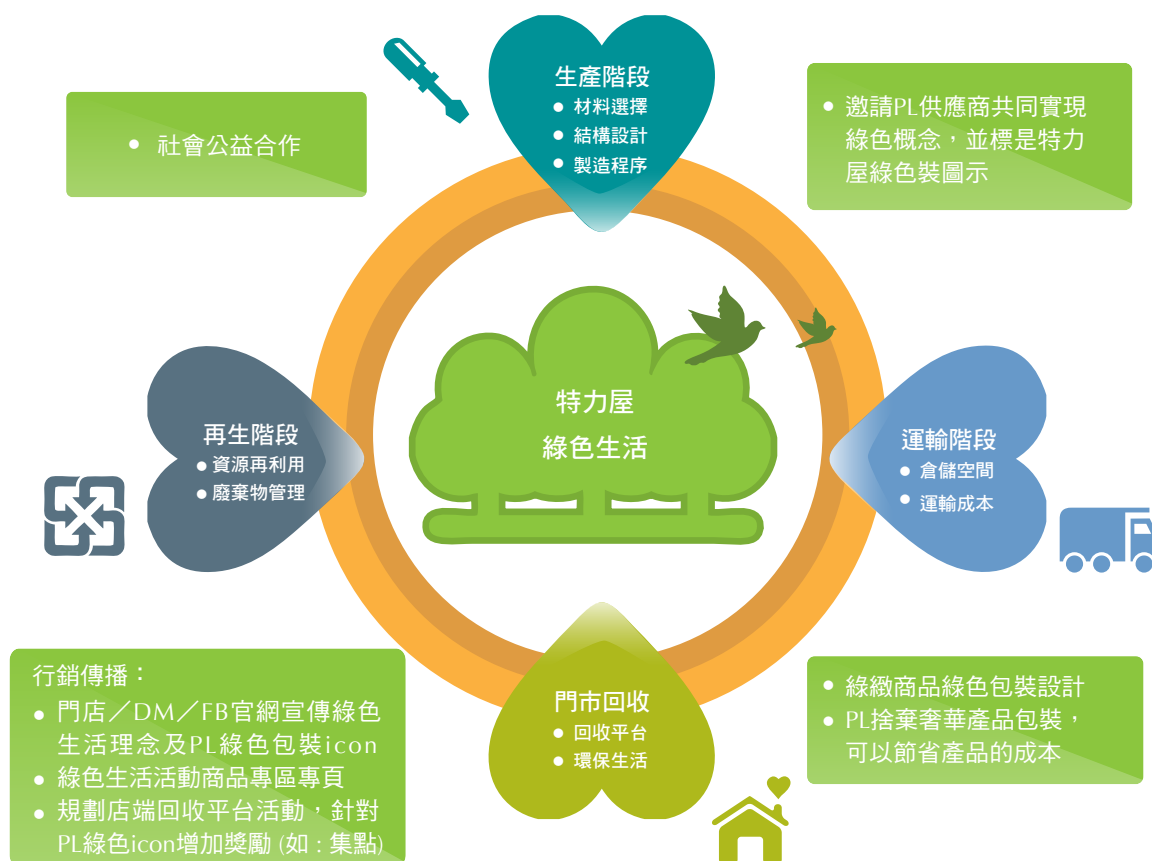 生產階段
● 材料選擇
● 結構設計
● 製造程序
● 社會公益合作
● 邀請PL供應商共同實現
綠色概念，並標是特力
屋綠色裝圖示
特力屋
綠色生活
再生階段
● 資源再利用
● 廢棄物管理
運輸階段
● 倉儲空間
● 運輸成本
行銷傳播：
● 門店／DM／FB官網宣傳綠色
生活理念及PL綠色包裝icon
● 綠色生活活動商品專區專頁
● 規劃店端回收平台活動，針對
PL綠色icon增加獎勵 (如 : 集點)
門市回收
● 回收平台
● 環保生活
● 綠緻商品綠色包裝設計
● PL捨棄奢華產品包裝，
可以節省產品的成本